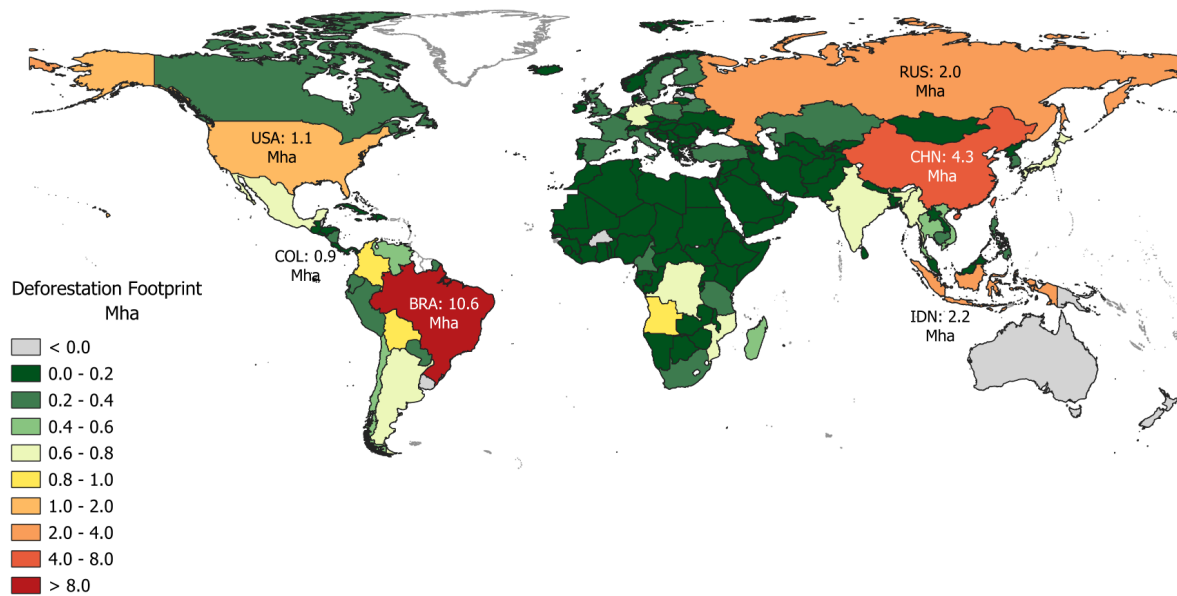 RUS: 2.0
Mha
USA: 1.1
Mha
CHN: 4.3
Mha
COL: 0.9
Mha
BRA: 10.6
Mha
IDN: 2.2
Mha
Deforestation Footprint
Mha
< 0.0
0.0 - 0.2
0.2 - 0.4
0.4 - 0.6
0.6 - 0.8
0.8 - 1.0
1.0 - 2.0
2.0 - 4.0
4.0 - 8.0
> 8.0